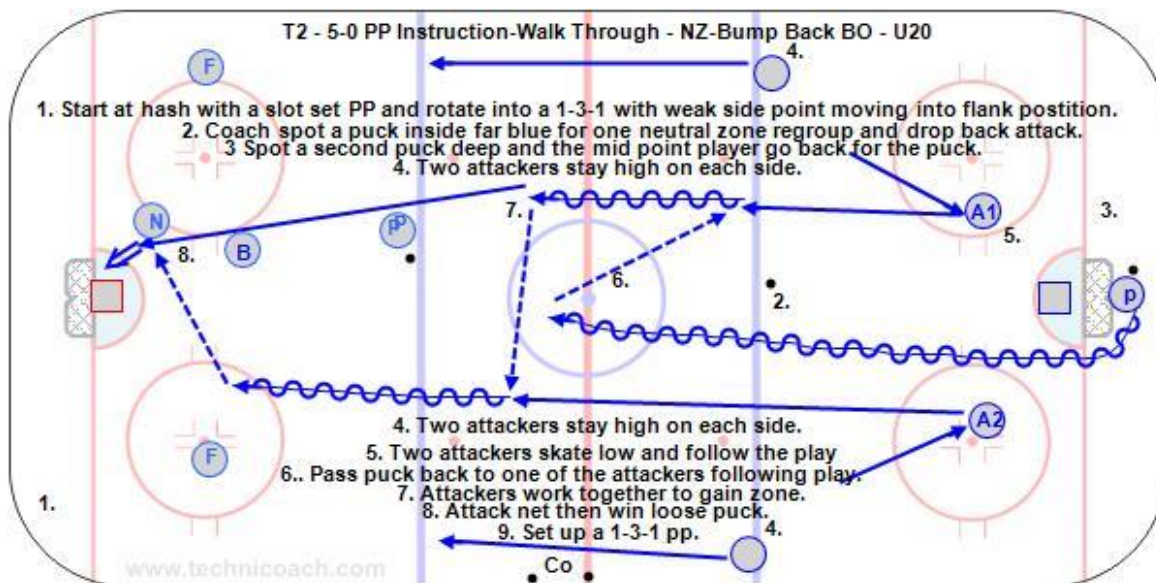 T2 - 5-0 PP Instruction-Walk Through - NZ-Bump Back BO - U20
4.
F
1. Start at hash with a slot set PP and rotate into a 1-3-1 with weak side point moving into flank postition.
2. Coach spot a puck inside far blue for one neutral zone regroup and drop back attack.
3 Spot a second puck deep and the mid point player go back for the puck.
4. Two attackers stay high on each side.
N
7.
A1
3.
B
8.
pp
5.
6.
2.
p
4. Two attackers stay high on each side.
A2
5. Two attackers skate low and follow the play
F
6.. Pass puck back to one of the attackers following play.
7. Attackers work together to gain zone.
1.
8. Attack net then win loose puck.
9. Set up a 1-3-1 pp.
4.
www.technicoach.com
Co